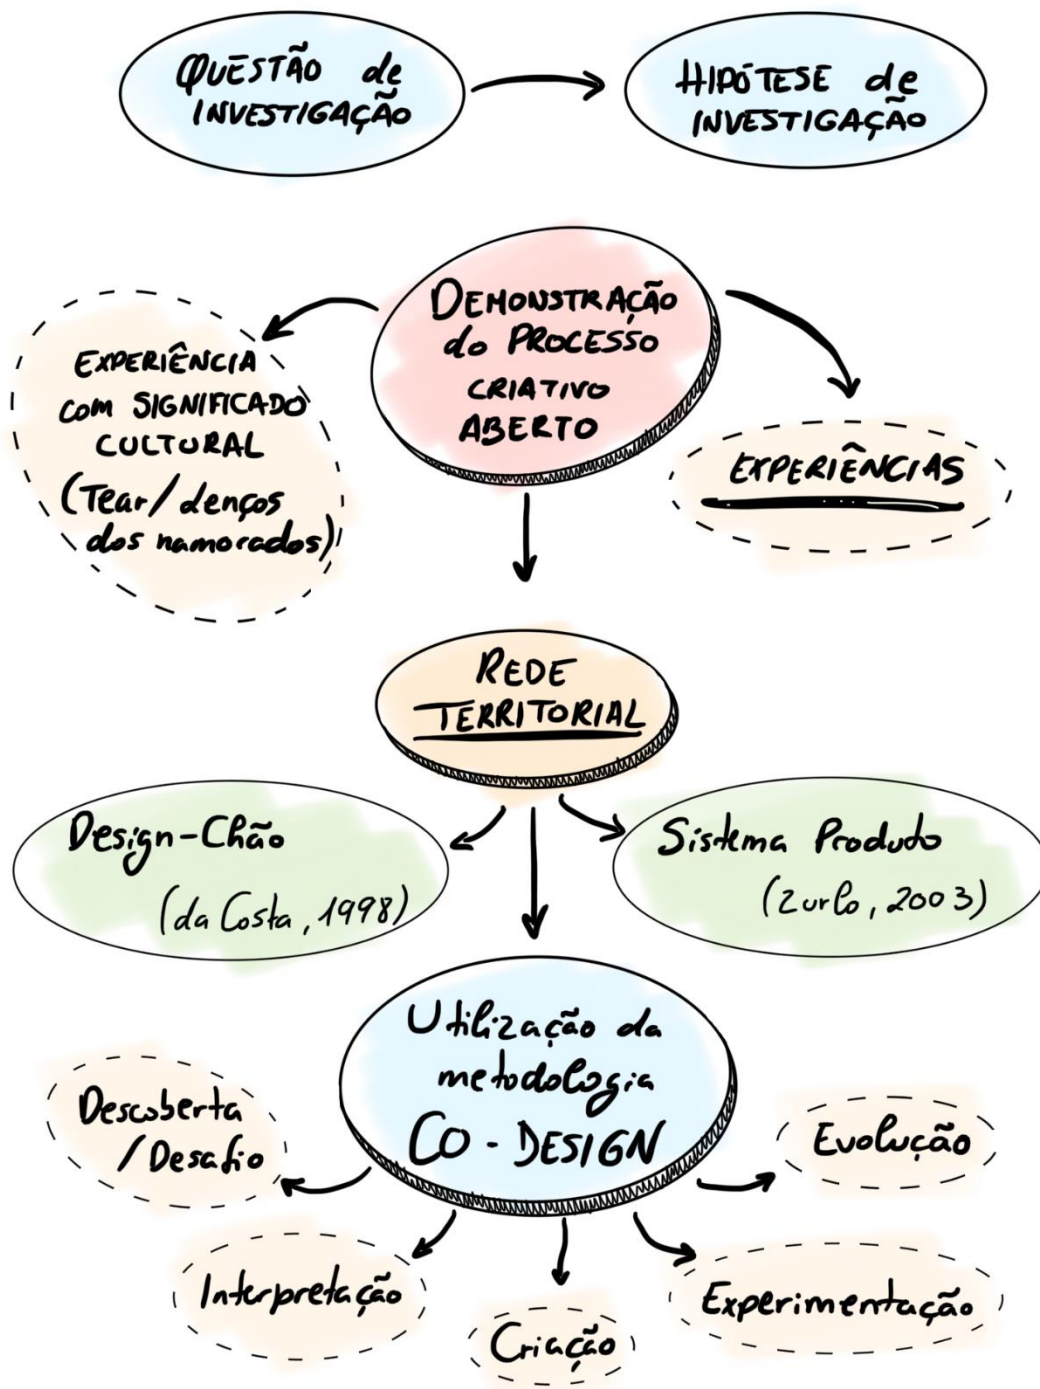 QUESTÃO de
INVESTIGAÇÃO
HIPÓTESE de
INVESTIGAÇÃO
DEMONSTRAÇÃO
do PROCESSO
CRIATIVO
ABERTO
EXPERIÊNCIA
com SIGNIFICADO
CULTURAL
(Tear/lenços
dos namorados)
EXPERIÊNCIAS
REDE
TERRITORIAL
Design-Chão
(da Costa, 1998)
Sistema Produto
(Zurlo, 2003)
Utilização da
metodologia
CO-DESIGN
Descoberta
/Desafio
Interpretação
Criação
Experimentação
Evolução